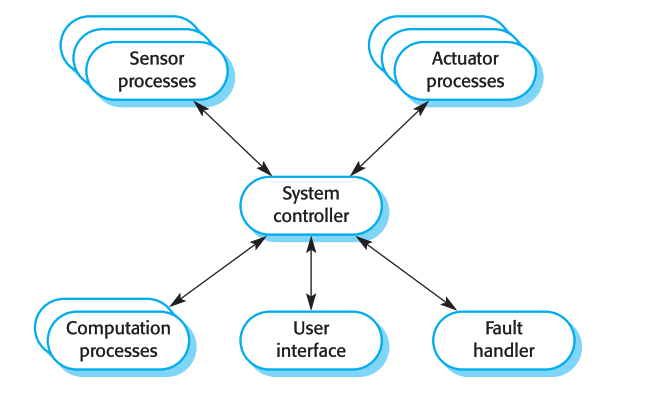 Sensor
processes
Actuator
processes
System
controller
Computation
processes
User
interface
Fault
handler